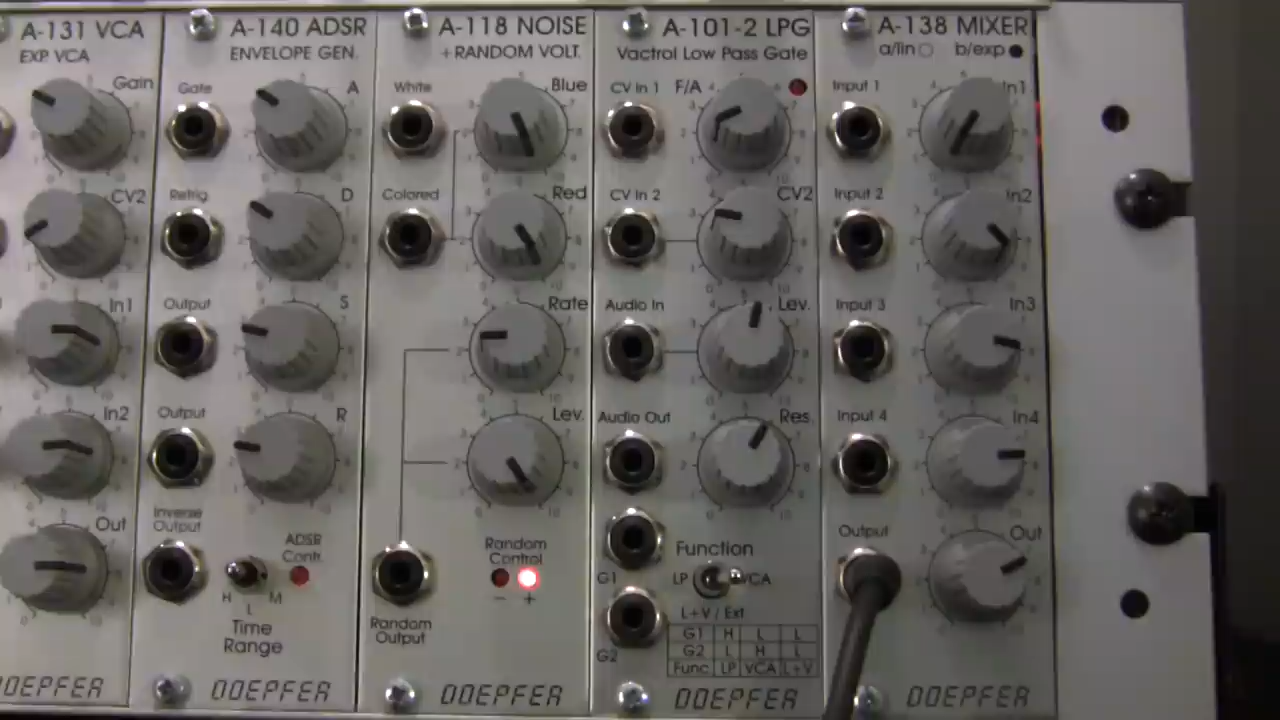 A-131 VCA
EXP VCA
Gain
CV2
In1
In2
Out
DOEPFER
A-140 ADSR
ENVELOPE GEN.
Gate
A
Retrig
D
Output
S
Output
R
Inverse
Output
ADSR
Contr.
H
M
L
Time
Range
DOEPFER
A-118 NOISE
+RANDOM VOLT.
White
Blue
Colored
Red
Rate
Lev.
Random
Control
- +
Random
Output
DOEPFER
A-101-2 LPG
Vactrol Low Pass Gate
CV In 1
F/A
CV In 2
CV2
Audio In
Lev.
Audio Out
Res.
Function
G1
LP
VCA
L+V / Ext
G2
G1 H L L
G2 L H L
Func LP VCA L+V
DOEPFER
A-138 MIXER
a/lin b/exp
Input 1
In1
Input 2
In2
Input 3
In3
Input 4
In4
Output
Out
DOEPFER